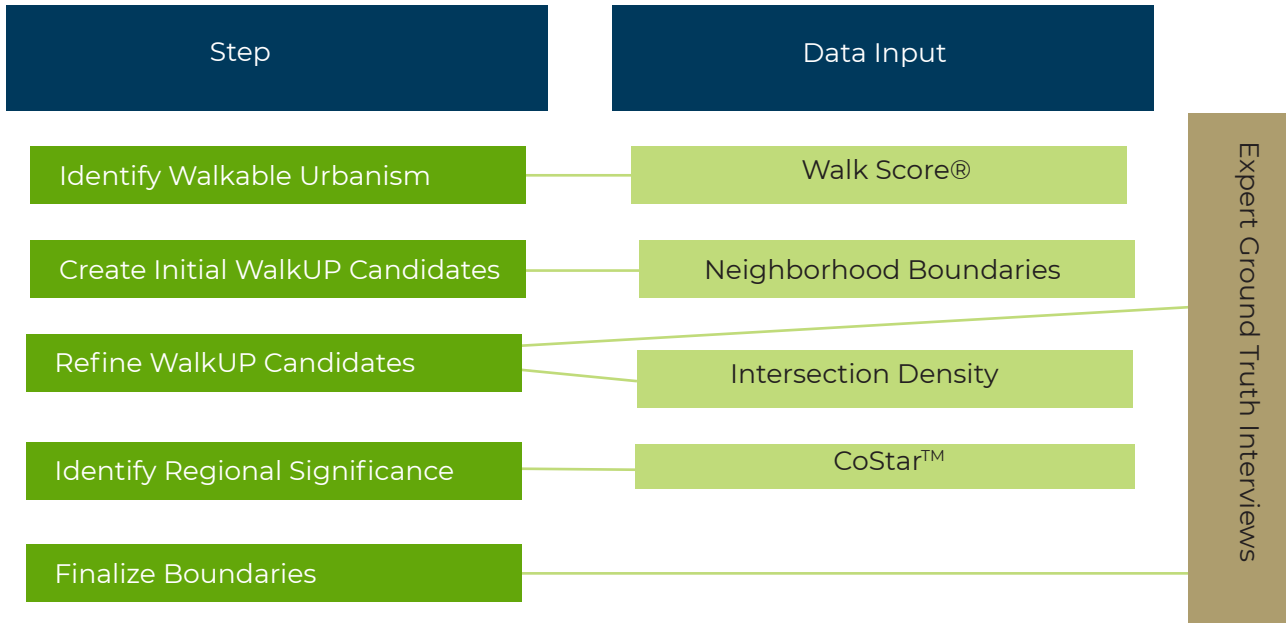 Step
Data Input
Identify Walkable Urbanism
Walk Score®
Create Initial WalkUP Candidates
Neighborhood Boundaries
Refine WalkUP Candidates
Intersection Density
Identify Regional Significance
CoStar™
Finalize Boundaries
Expert Ground Truth Interviews